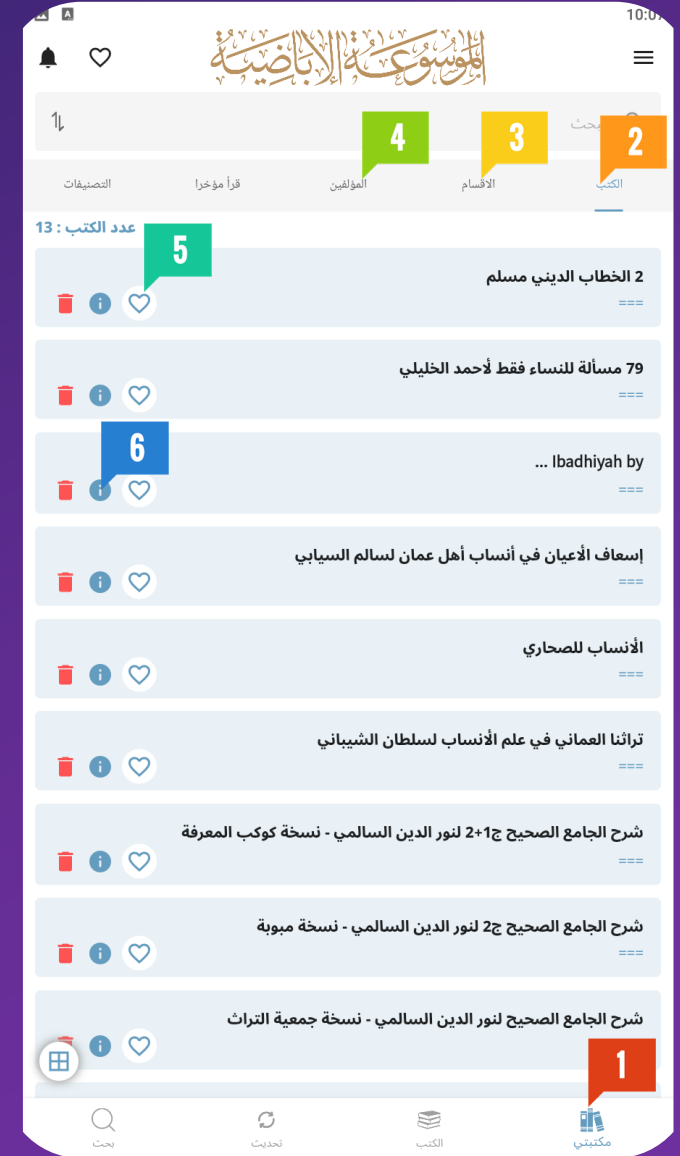 10:07
A
الموسوعة الإباضية
بحث
2
3
4
الكتب
الاقسام
المؤلفين
قرأ مؤخرا
التصنيفات
عدد الكتب : 13
5
2 الخطاب الديني مسلم
===
79 مسألة للنساء فقط لأحمد الخليلي
===
6
Ibadhiyah by ...
===
إسعاف الأعيان في أنساب أهل عمان لسالم السيابي
===
الأنساب للصحاري
===
تراثنا العماني في علم الأنساب لسلطان الشيباني
===
شرح الجامع الصحيح ج1+2 لنور الدين السالمي - نسخة كوكب المعرفة
===
شرح الجامع الصحيح ج2 لنور الدين السالمي - نسخة مبوبة
===
شرح الجامع الصحيح لنور الدين السالمي - نسخة جمعية التراث
1
مكتبتي
الكتب
تحديث
بحث